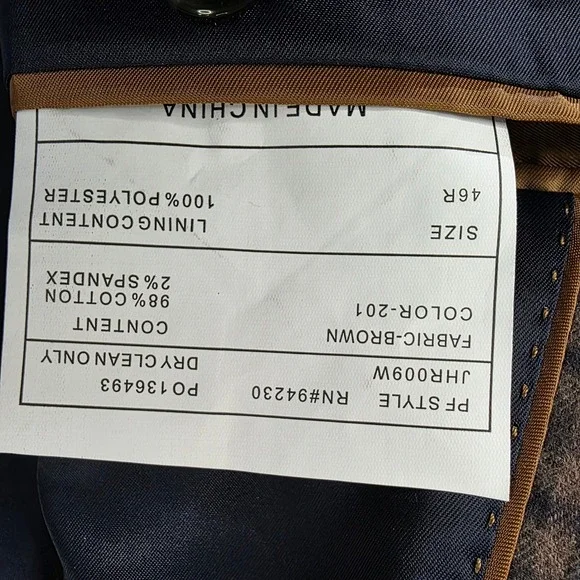 PF STYLE RN#94230 PO136493
JHR009W DRY CLEAN ONLY
FABRIC-BROWN CONTENT
COLOR-201 98% COTTON
2% SPANDEX
SIZE LINING CONTENT
46R 100% POLYESTER
MADE IN CHINA